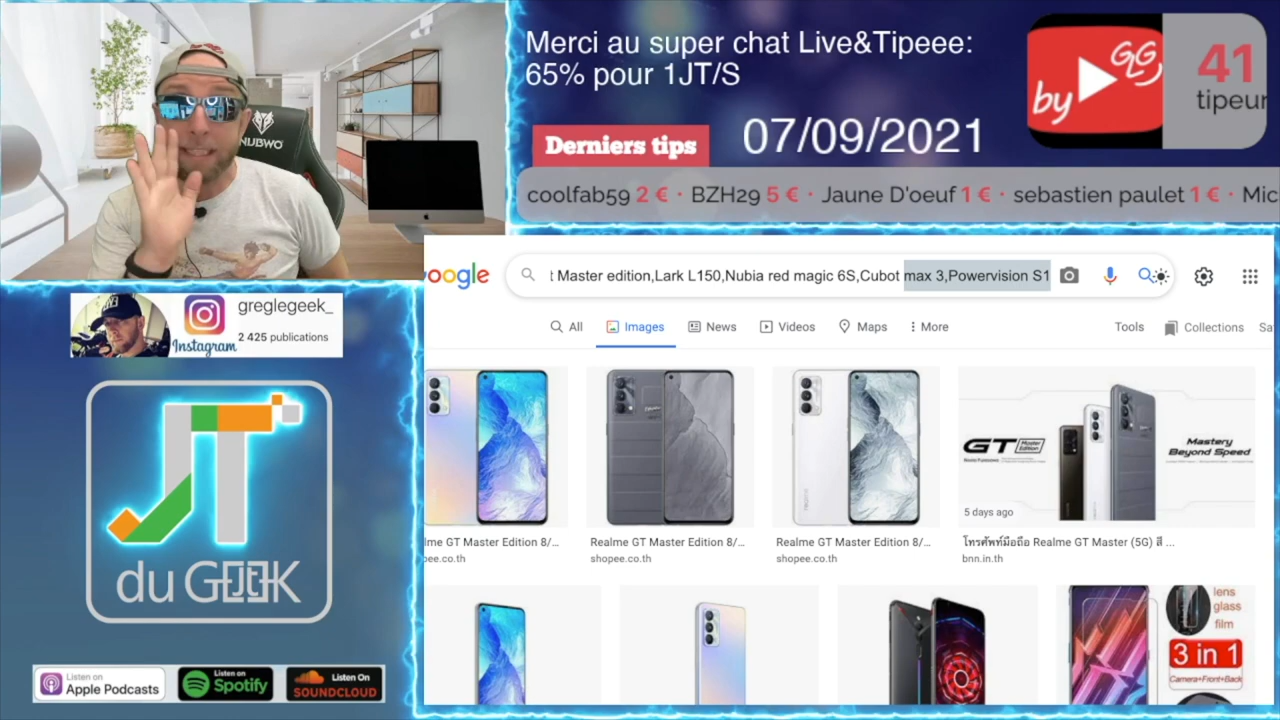 Merci au super chat Live&Tipeee:
65% pour 1JT/S
Derniers tips
07/09/2021
by
GLG
41
tipeur
coolfab59 2 € · BZH29 5 € · Jaune D'oeuf 1 € · sebastien paulet 1 € · Mic
NUBWO
oogle
t Master edition,Lark L150,Nubia red magic 6S,Cubot max 3,Powervision S1
All
Images
News
Videos
Maps
More
Tools
Collections
Sa
greglegeek_
Instagram
2 425 publications
JT
du GEEK
Listen on
Apple Podcasts
Listen on
Spotify
Listen On
SOUNDCLOUD
GT Master Edition
Mastery
Beyond Speed
5 days ago
lme GT Master Edition 8/...
pee.co.th
Realme GT Master Edition 8/...
shopee.co.th
Realme GT Master Edition 8/...
shopee.co.th
โทรศัพท์มือถือ Realme GT Master (5G) สี ...
bnn.in.th
lens
glass
film
3 in 1
Camera+Front+Back